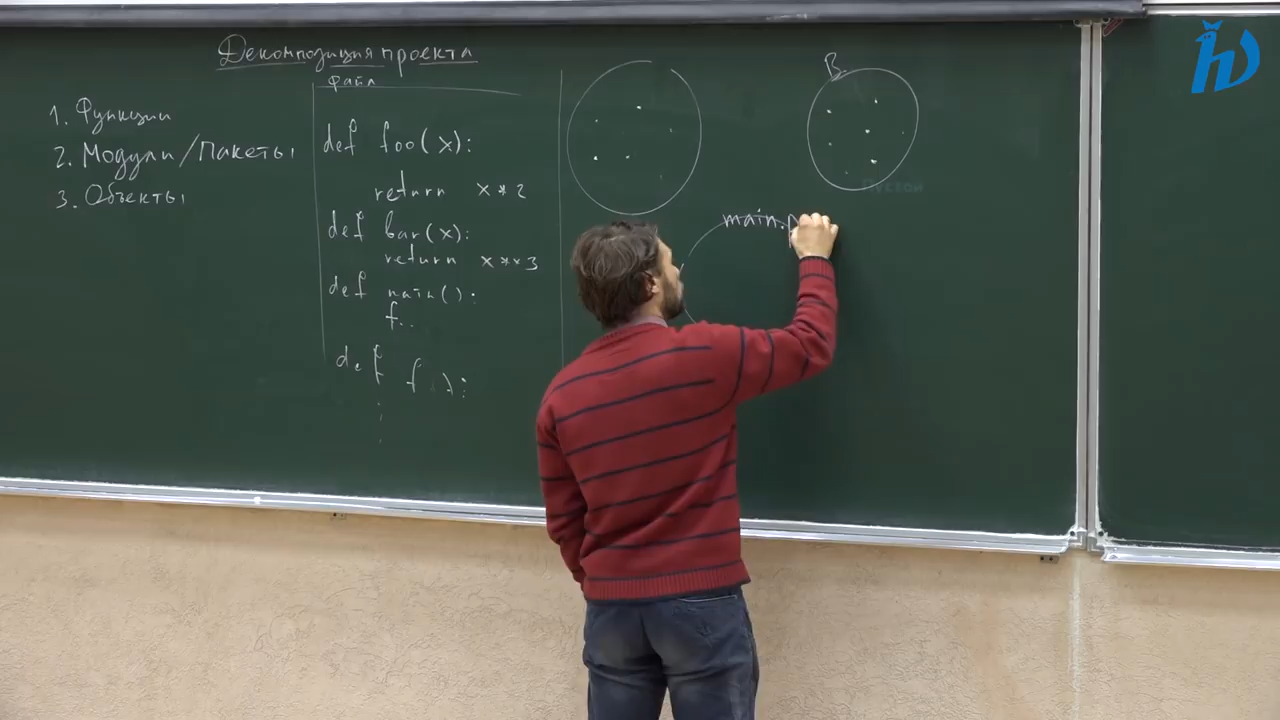 Декомпозиция проекта
1. Функции
2. Модули/Пакеты
3. Объекты
файл
def foo(x):
return x**2
def bar(x):
return x**3
def main():
f..
def f( ):
B
main.p